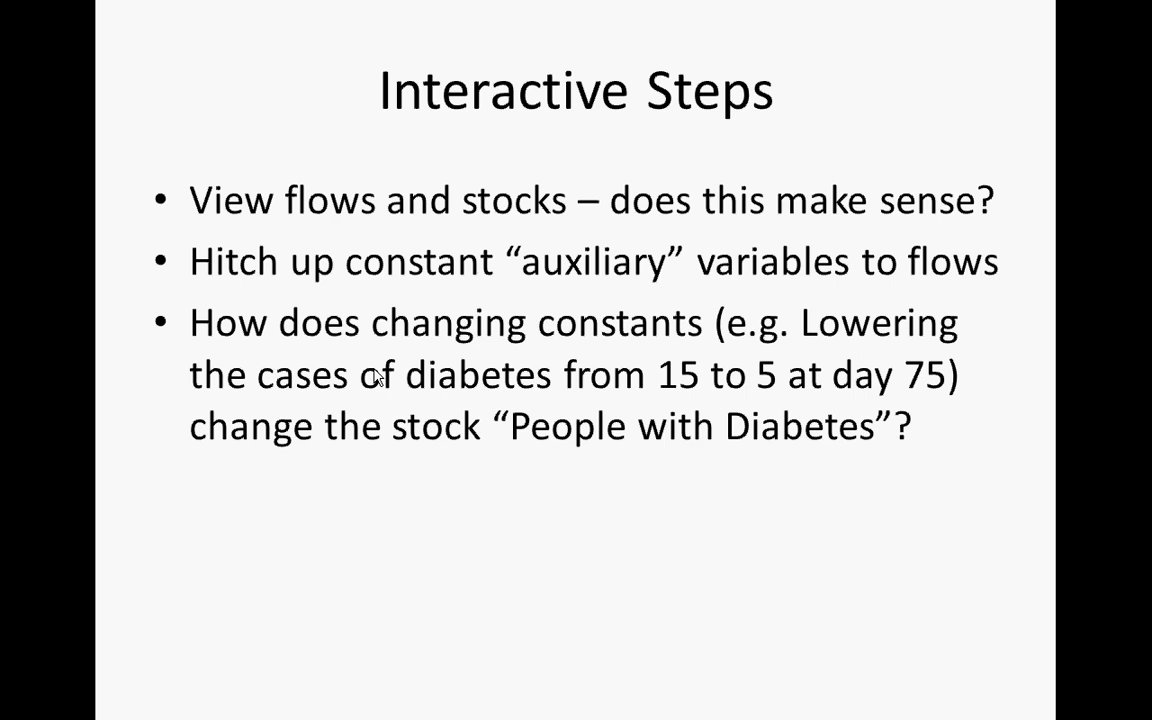 Interactive Steps
• View flows and stocks – does this make sense?
• Hitch up constant “auxiliary” variables to flows
• How does changing constants (e.g. Lowering
the cases of diabetes from 15 to 5 at day 75)
change the stock “People with Diabetes”?